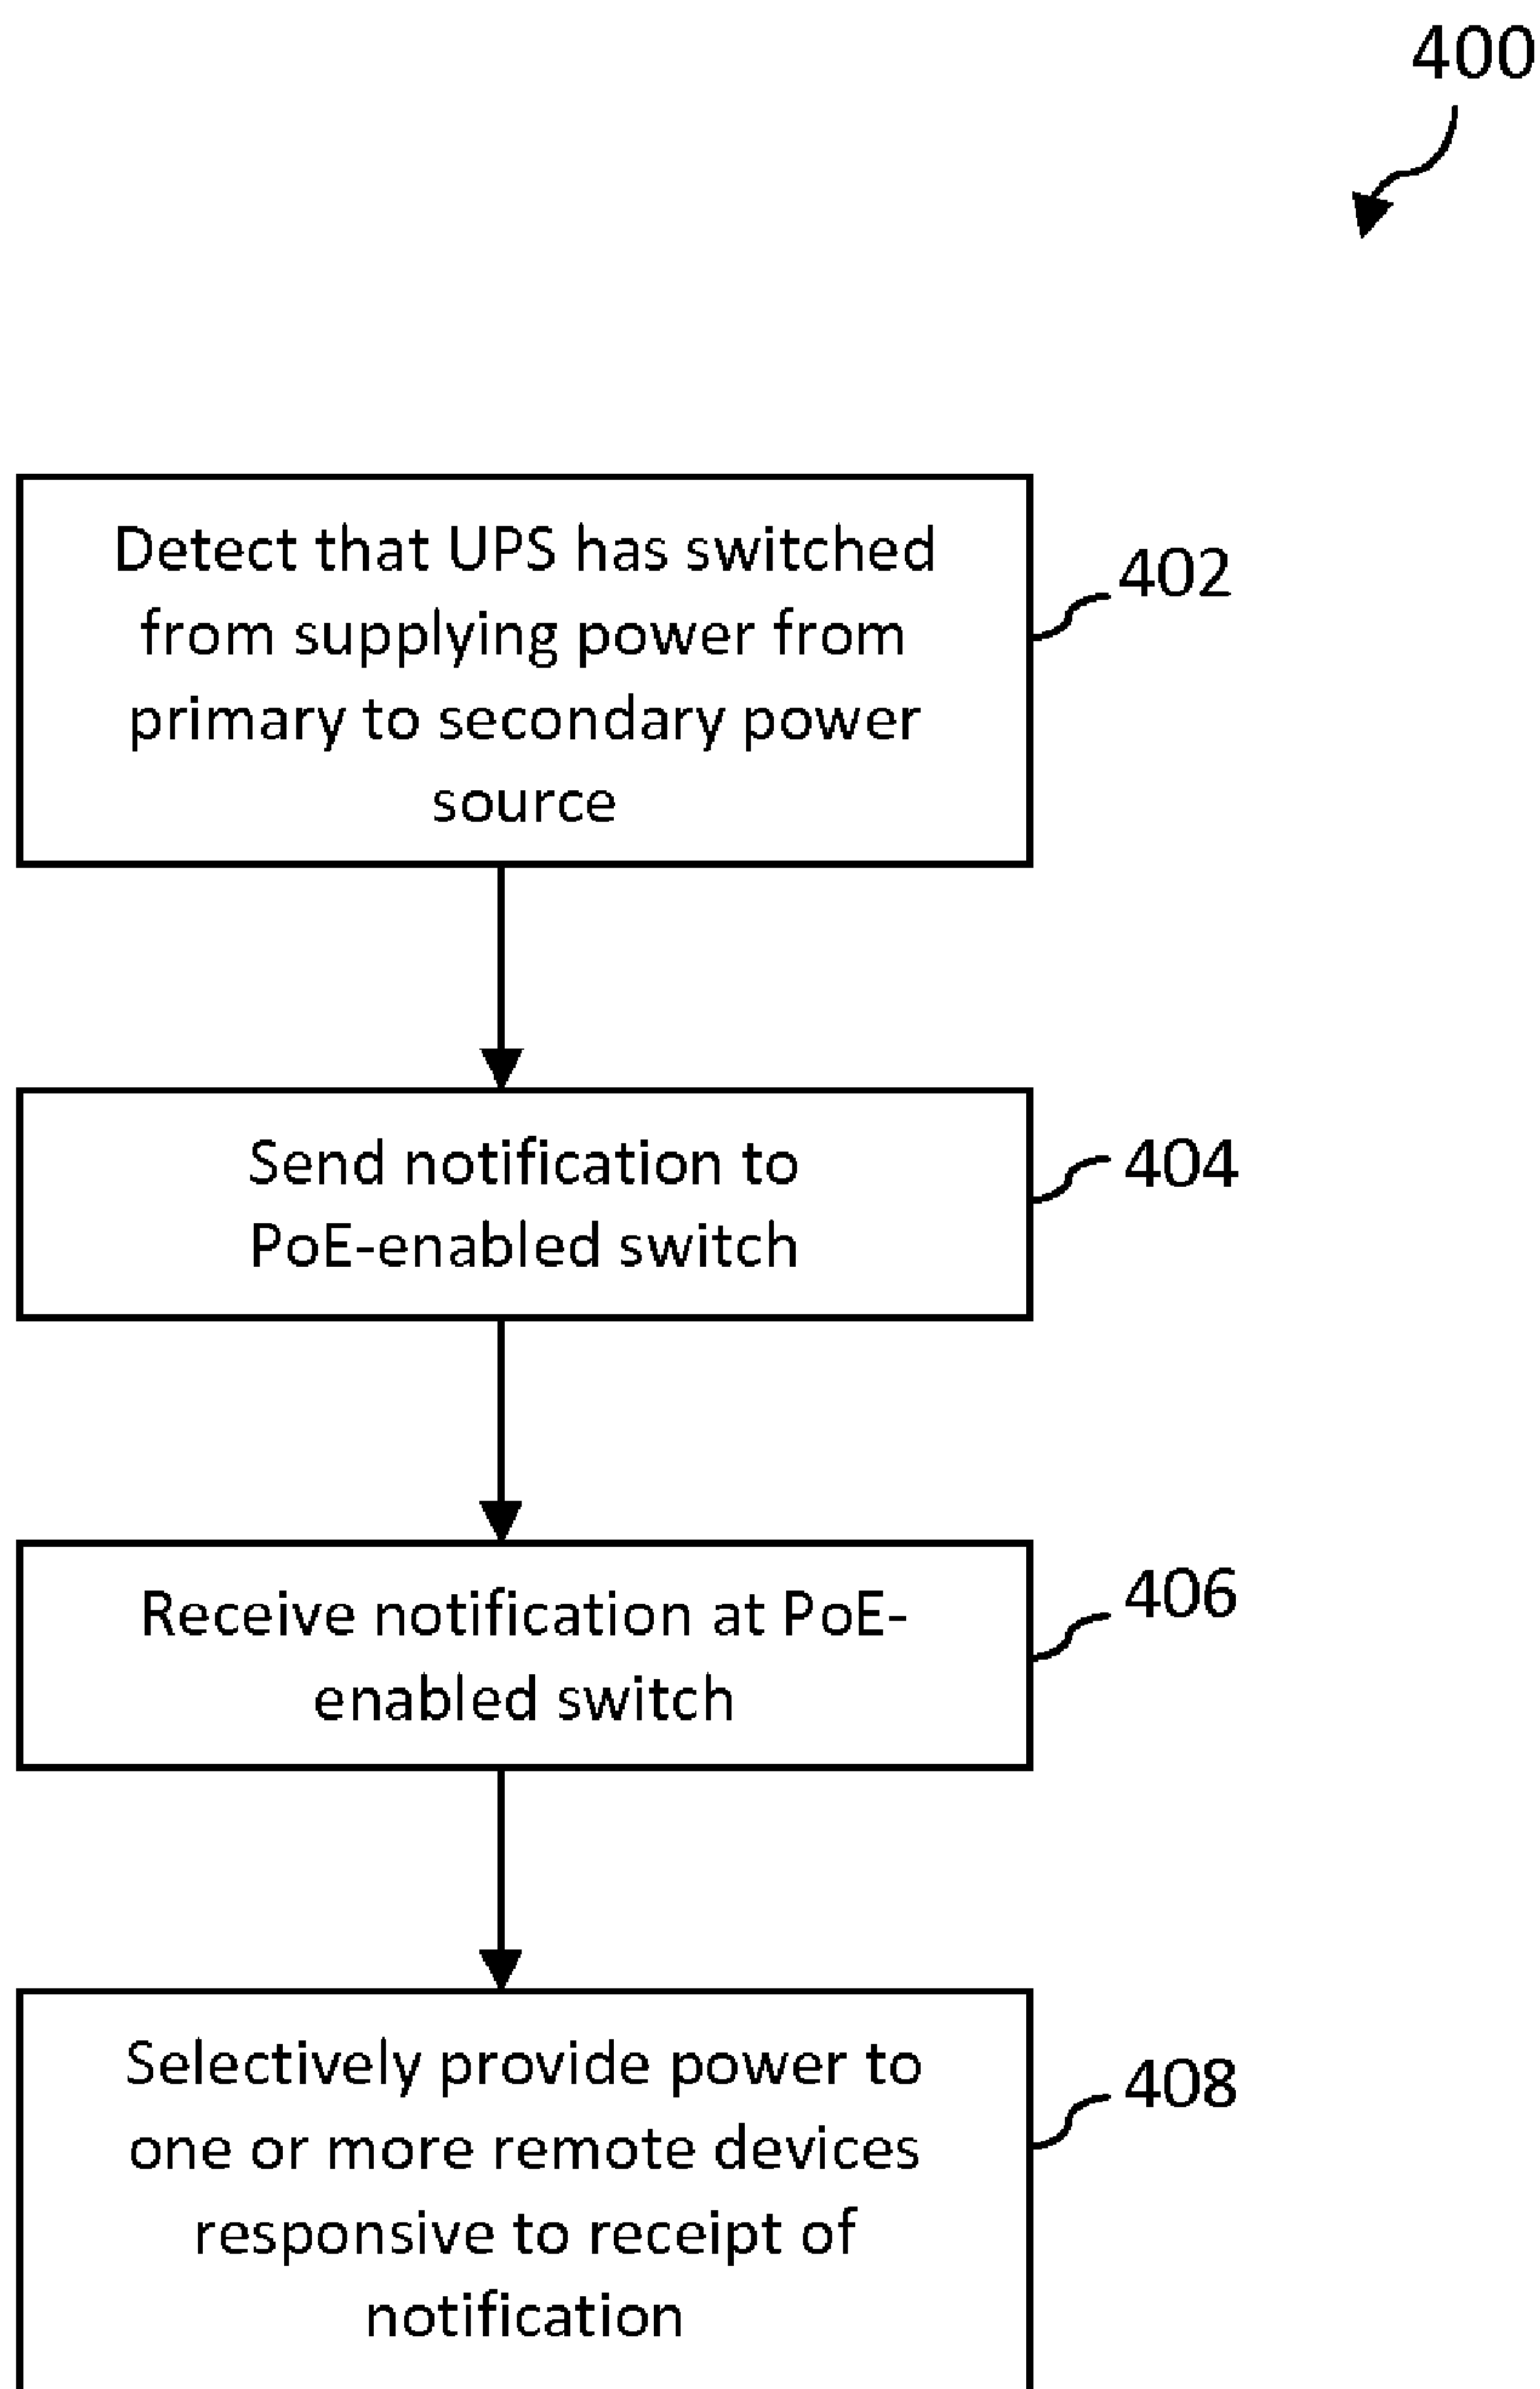 400
Detect that UPS has switched
from supplying power from
primary to secondary power
source
402
Send notification to
PoE-enabled switch
404
Receive notification at PoE-
enabled switch
406
Selectively provide power to
one or more remote devices
responsive to receipt of
notification
408